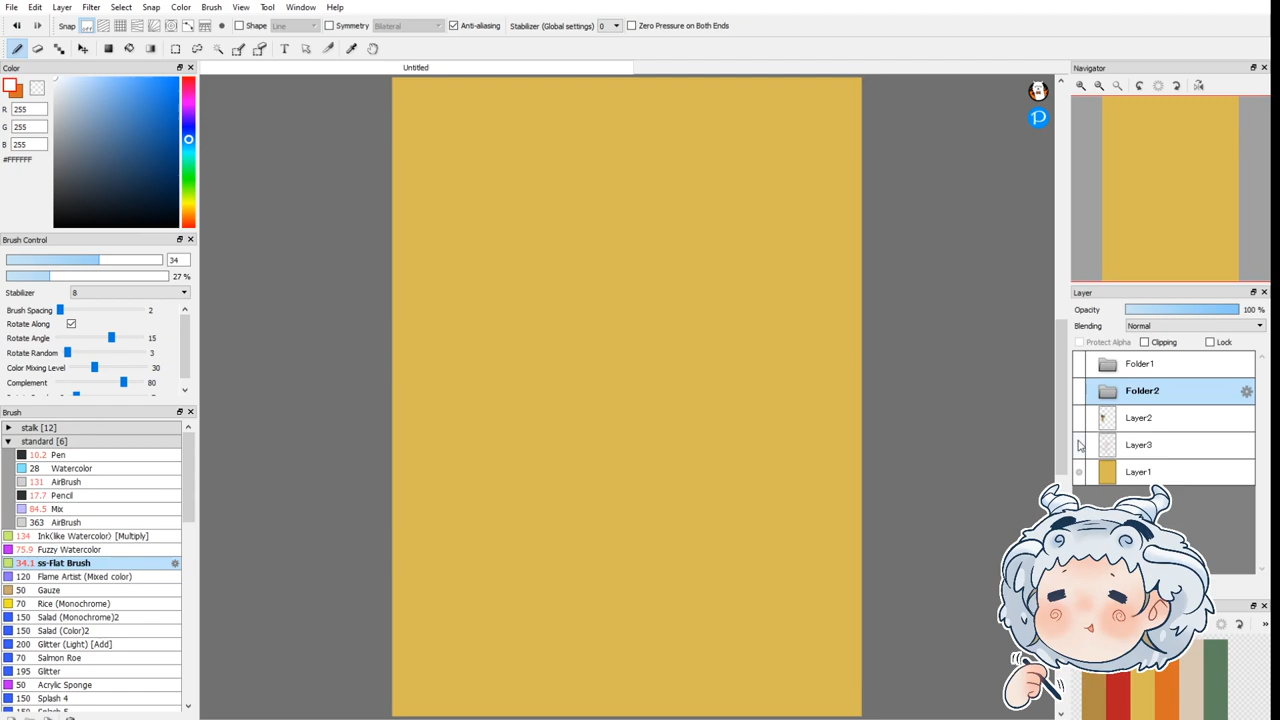 File Edit View Layer Filter Select Snap Color Brush View Tool Window Help
Snap OFF Shape Line Symmetry Bilateral Anti-aliasing Stabilizer (Global settings) 0 Zero Pressure on Both Ends
Untitled
Color
R 255
G 255
B 255
#FFFFFF
Brush Control
34
27 %
Stabilizer 8
Brush Spacing 2
Rotate Along
Rotate Angle 15
Rotate Random 3
Color Mixing Level 30
Complement 80
Brush
stalk [12]
standard [6]
10.2 Pen
28 Watercolor
131 AirBrush
17.7 Pencil
84.5 Mix
363 AirBrush
134 Ink(like Watercolor) [Multiply]
75.9 Fuzzy Watercolor
34.1 ss-Flat Brush
120 Flame Artist (Mixed color)
50 Gauze
70 Rice (Monochrome)
150 Salad (Monochrome)2
150 Salad (Color)2
200 Glitter (Light) [Add]
70 Salmon Roe
195 Glitter
50 Acrylic Sponge
150 Splash 4
150 Splash 5
Navigator
Layer
Opacity 100 %
Blending Normal
Protect Alpha Clipping Lock
Folder1
Folder2
Layer2
Layer3
Layer1